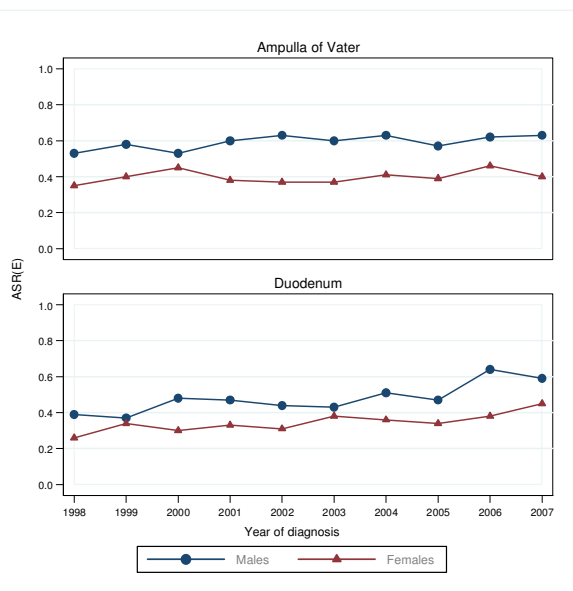 Ampulla of Vater
1.0
0.8
0.6
0.4
0.2
0.0
ASR(E)
Duodenum
1.0
0.8
0.6
0.4
0.2
0.0
1998 1999 2000 2001 2002 2003 2004 2005 2006 2007
Year of diagnosis
Males Females